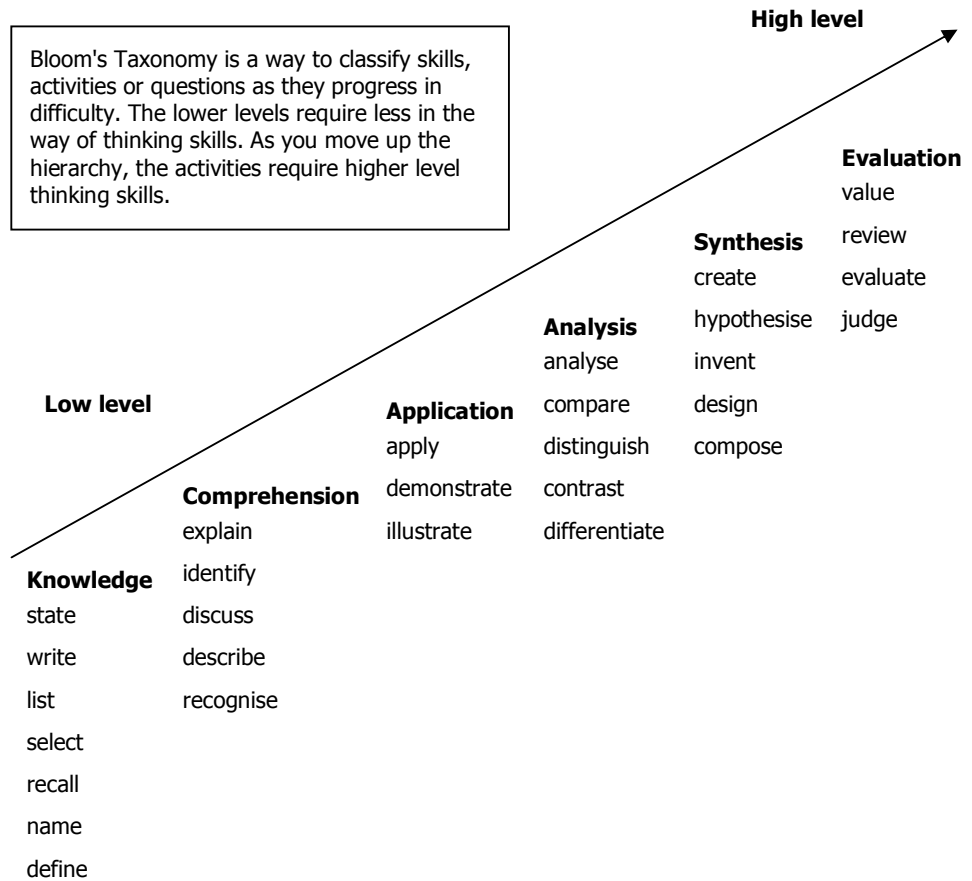 High level
Bloom's Taxonomy is a way to classify skills,
activities or questions as they progress in
difficulty. The lower levels require less in the
way of thinking skills. As you move up the
hierarchy, the activities require higher level
thinking skills.
Low level
Knowledge
state
write
list
select
recall
name
define
Comprehension
explain
identify
discuss
describe
recognise
Application
apply
demonstrate
illustrate
Analysis
analyse
compare
distinguish
contrast
differentiate
Synthesis
create
hypothesise
invent
design
compose
Evaluation
value
review
evaluate
judge